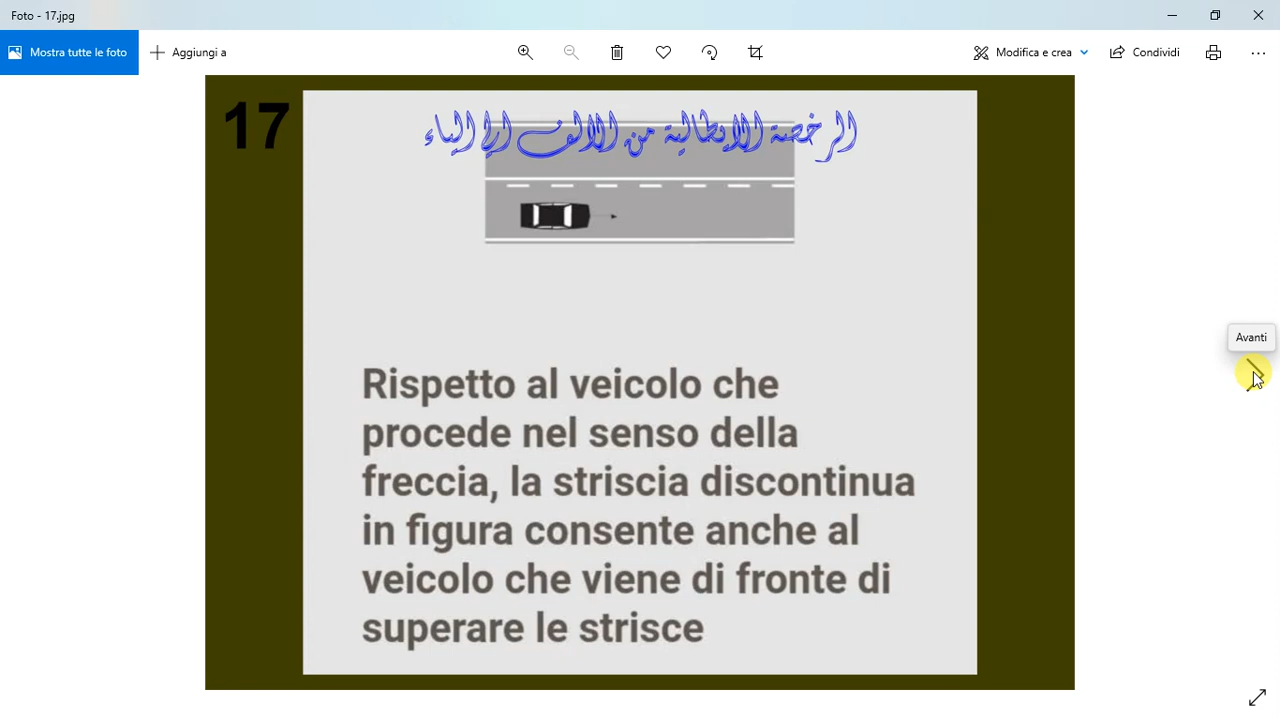 Foto - 17.jpg
Mostra tutte le foto
Aggiungi a
Modifica e crea
Condividi
17
الرخصة الإيطالية من الالف الى الياء
Avanti
Rispetto al veicolo che
procede nel senso della
freccia, la striscia discontinua
in figura consente anche al
veicolo che viene di fronte di
superare le strisce